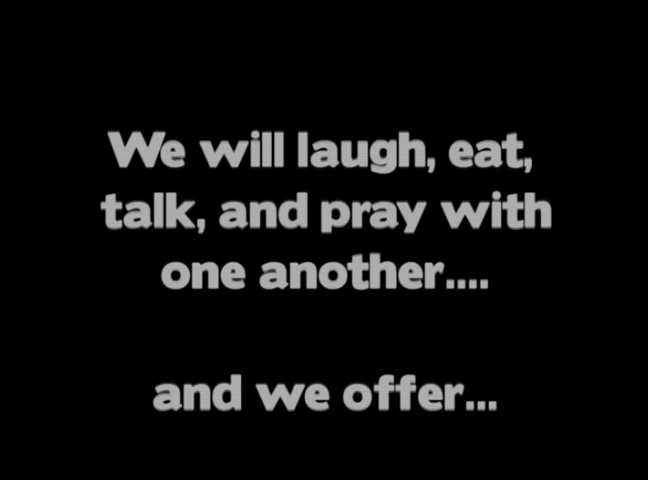 We will laugh, eat,
talk, and pray with
one another....
and we offer...